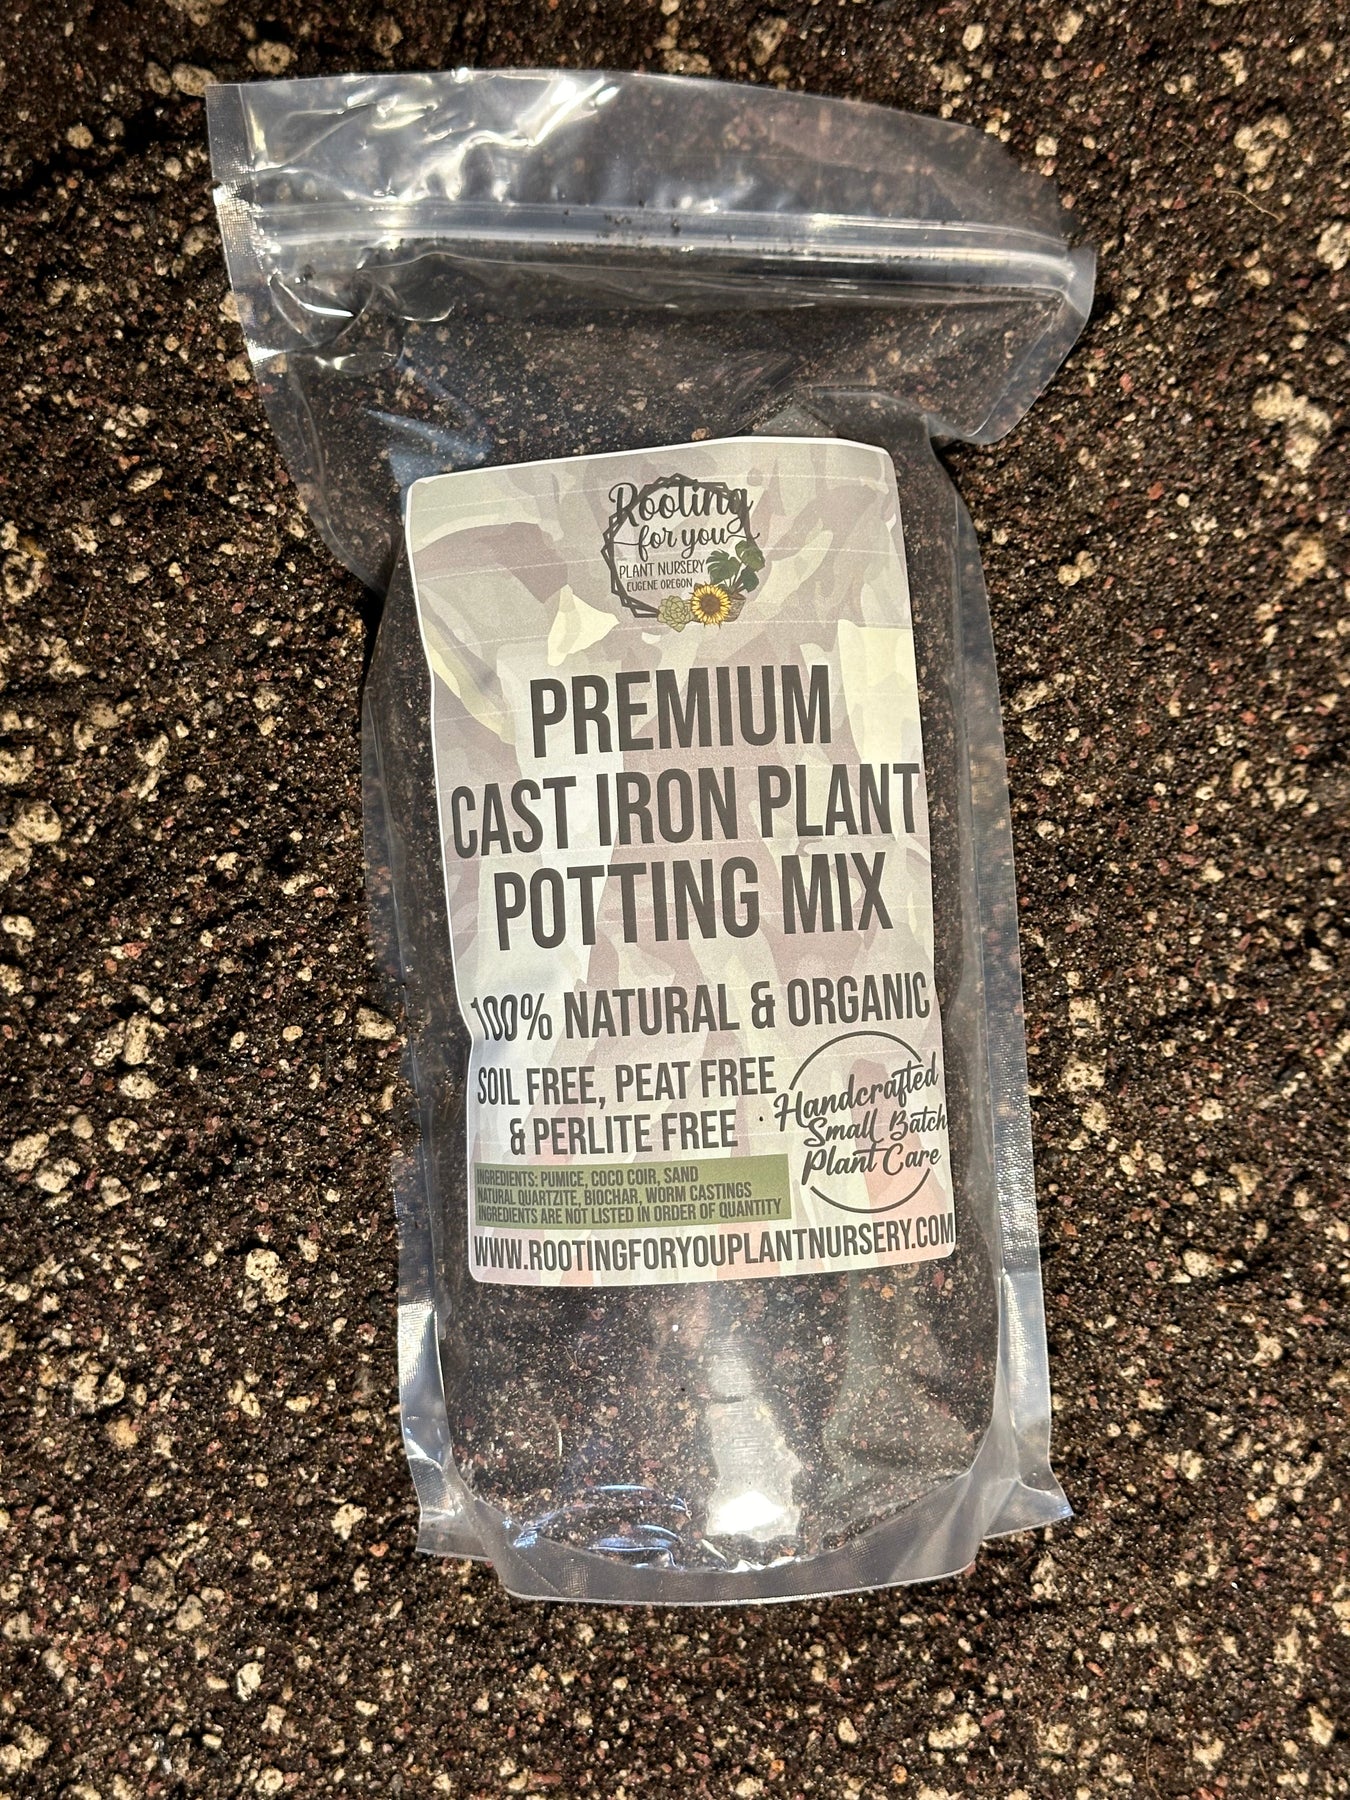 Rooting
for you
PLANT NURSERY
EUGENE OREGON
PREMIUM
CAST IRON PLANT
POTTING MIX
100% NATURAL & ORGANIC
SOIL FREE, PEAT FREE
& PERLITE FREE
Handcrafted
Small Batch
Plant Care
INGREDIENTS: PUMICE, COCO COIR, SAND
NATURAL QUARTZITE, BIOCHAR, WORM CASTINGS
INGREDIENTS ARE NOT LISTED IN ORDER OF QUANTITY
WWW.ROOTINGFORYOUPLANTNURSERY.COM